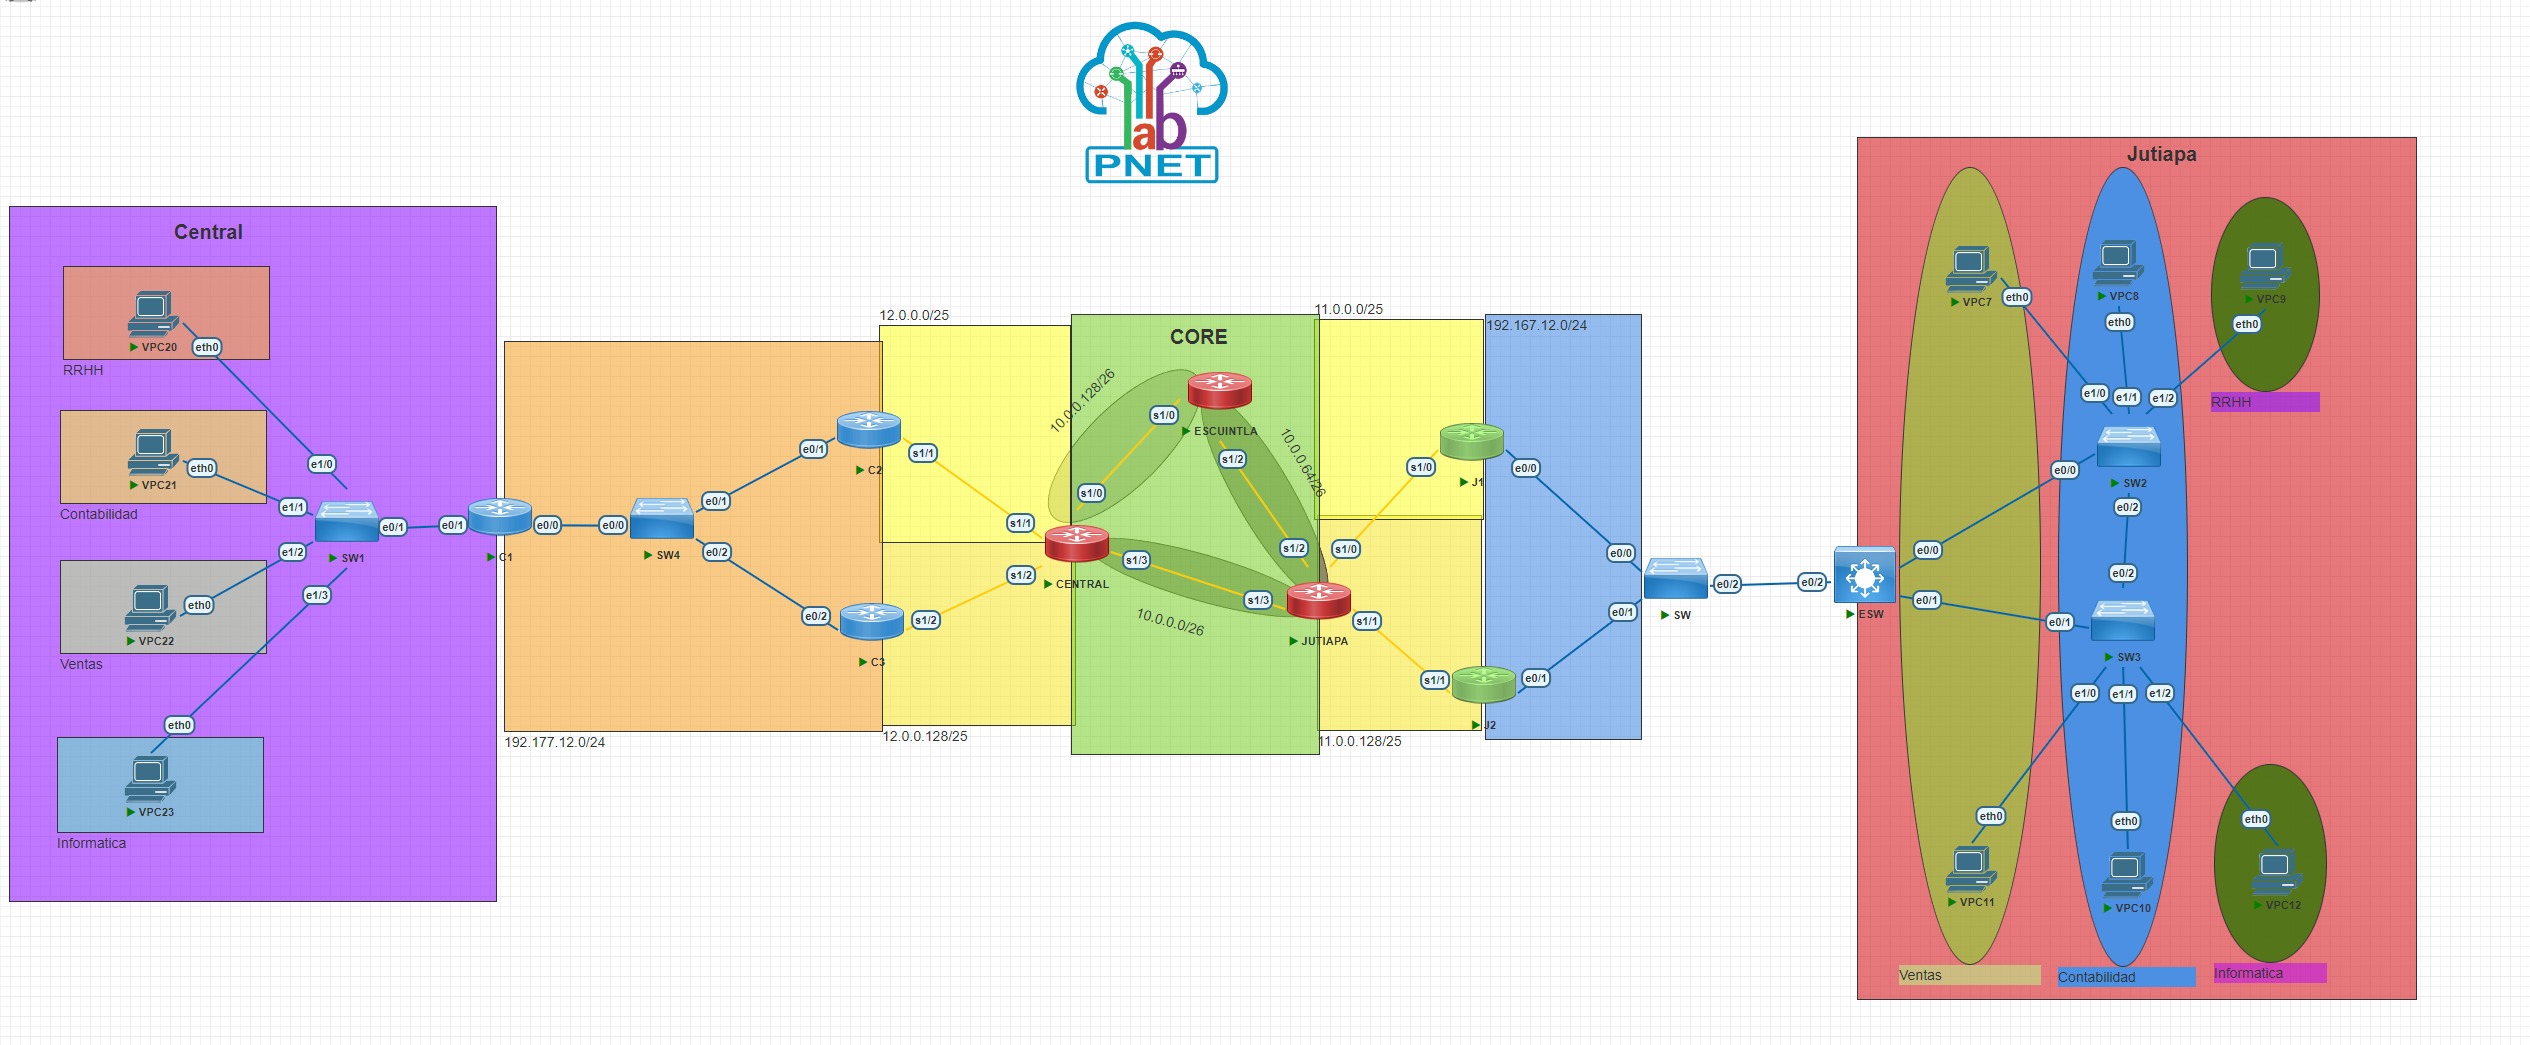 lab
PNET
Central
VPC20
eth0
RRHH
e1/0
VPC21
eth0
Contabilidad
e1/1
VPC22
eth0
Ventas
e1/2
e1/3
VPC23
eth0
Informatica
SW1
e0/1
e0/1
C1
e0/0
e0/0
SW4
e0/1
e0/1
C2
s1/1
e0/2
e0/2
C3
s1/2
192.177.12.0/24
12.0.0.0/25
12.0.0.128/25
s1/1
s1/2
CORE
10.0.0.128/26
s1/0
ESCUINTLA
s1/0
s1/2
10.0.0.64/26
s1/2
CENTRAL
s1/3
s1/3
10.0.0.0/26
JUTIAPA
s1/0
s1/1
11.0.0.0/25
s1/0
J1
e0/0
11.0.0.128/25
s1/1
J2
e0/1
192.167.12.0/24
e0/0
e0/1
SW
e0/2
e0/2
ESW
e0/0
e0/1
Jutiapa
VPC7
eth0
VPC8
eth0
VPC9
eth0
RRHH
e1/0
e1/1
e1/2
e0/0
SW2
e0/2
e0/2
e0/1
SW3
e1/0
e1/1
e1/2
eth0
VPC11
eth0
VPC10
eth0
VPC12
Ventas
Contabilidad
Informatica